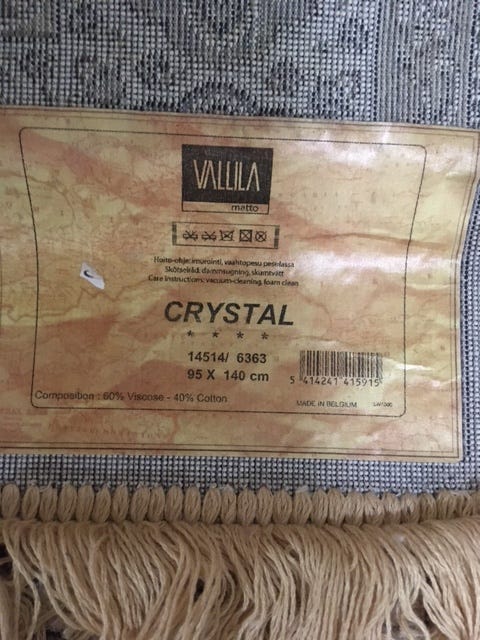 VALLILA
matto
Hoito-ohje: imurointi, vaahtopesu pesulassa
Skötselråd: dammsugning, skumtvätt
Care instructions: vacuum-cleaning, foam clean
CRYSTAL
* * * *
14514/ 6363
95 X 140 cm
5 414241 415915
Composition : 60% Viscose - 40% Cotton
MADE IN BELGIUM